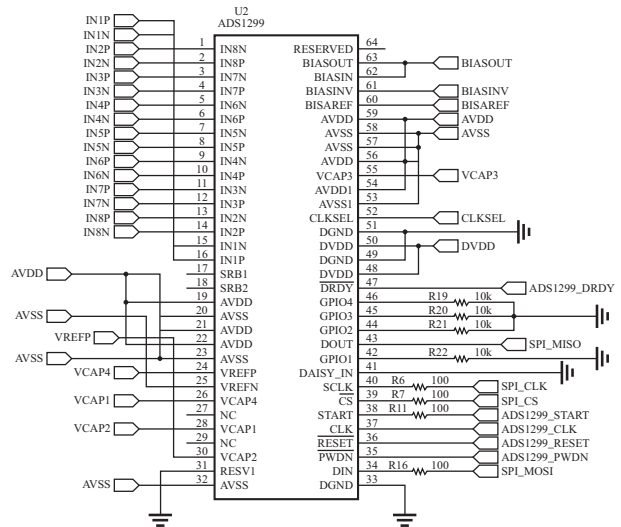 U2
ADS1299
IN1P
IN1N
IN2P 1 IN8N RESERVED 64
IN2N 2 IN8P BIASOUT 63 BIASOUT
IN3P 3 IN7N BIASIN 62
IN3N 4 IN7P BIASINV 61 BIASINV
IN4P 5 IN6N BISAREF 60 BISAREF
IN4N 6 IN6P AVDD 59 AVDD
IN5P 7 IN5N AVSS 58 AVSS
IN5N 8 IN5P AVSS 57
IN6P 9 IN4N AVDD 56
IN6N 10 IN4P VCAP3 55 VCAP3
IN7P 11 IN3N AVDD1 54
IN7N 12 IN3P AVSS1 53
IN8P 13 IN2N CLKSEL 52 CLKSEL
IN8N 14 IN2P DGND 51
15 IN1N DVDD 50 DVDD
16 IN1P DGND 49
17 SRB1 DVDD 48
AVDD 18 SRB2 DRDY 47 ADS1299_DRDY
19 AVDD GPIO4 46 R19 10k
AVSS 20 AVSS GPIO3 45 R20 10k
21 AVDD GPIO2 44 R21 10k
VREFP 22 AVDD DOUT 43 SPI_MISO
AVSS 23 AVSS GPIO1 42 R22 10k
VCAP4 24 VREFP DAISY_IN 41
25 VREFN SCLK 40 R6 100 SPI_CLK
VCAP1 26 VCAP4 CS 39 R7 100 SPI_CS
27 NC START 38 R11 100 ADS1299_START
VCAP2 28 VCAP1 CLK 37 ADS1299_CLK
29 NC RESET 36 ADS1299_RESET
30 VCAP2 PWDN 35 ADS1299_PWDN
31 RESV1 DIN 34 R16 100 SPI_MOSI
AVSS 32 AVSS DGND 33